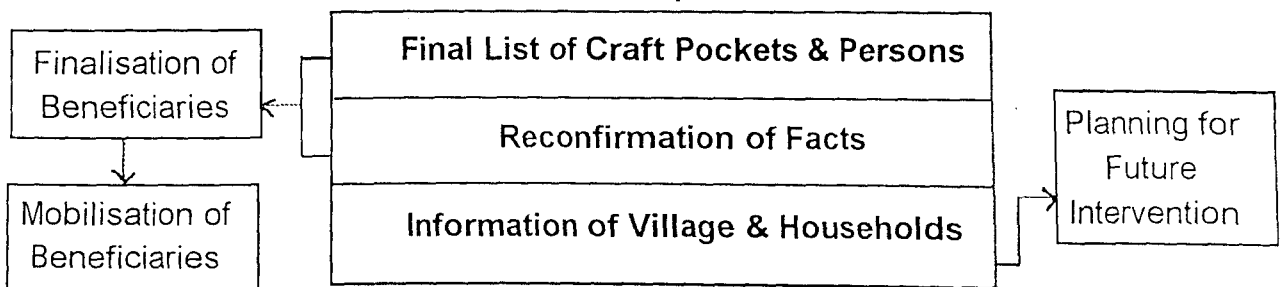 Finalisation of
Beneficiaries
Mobilisation of
Beneficiaries
Final List of Craft Pockets & Persons
Reconfirmation of Facts
Information of Village & Households
Planning for
Future
Intervention